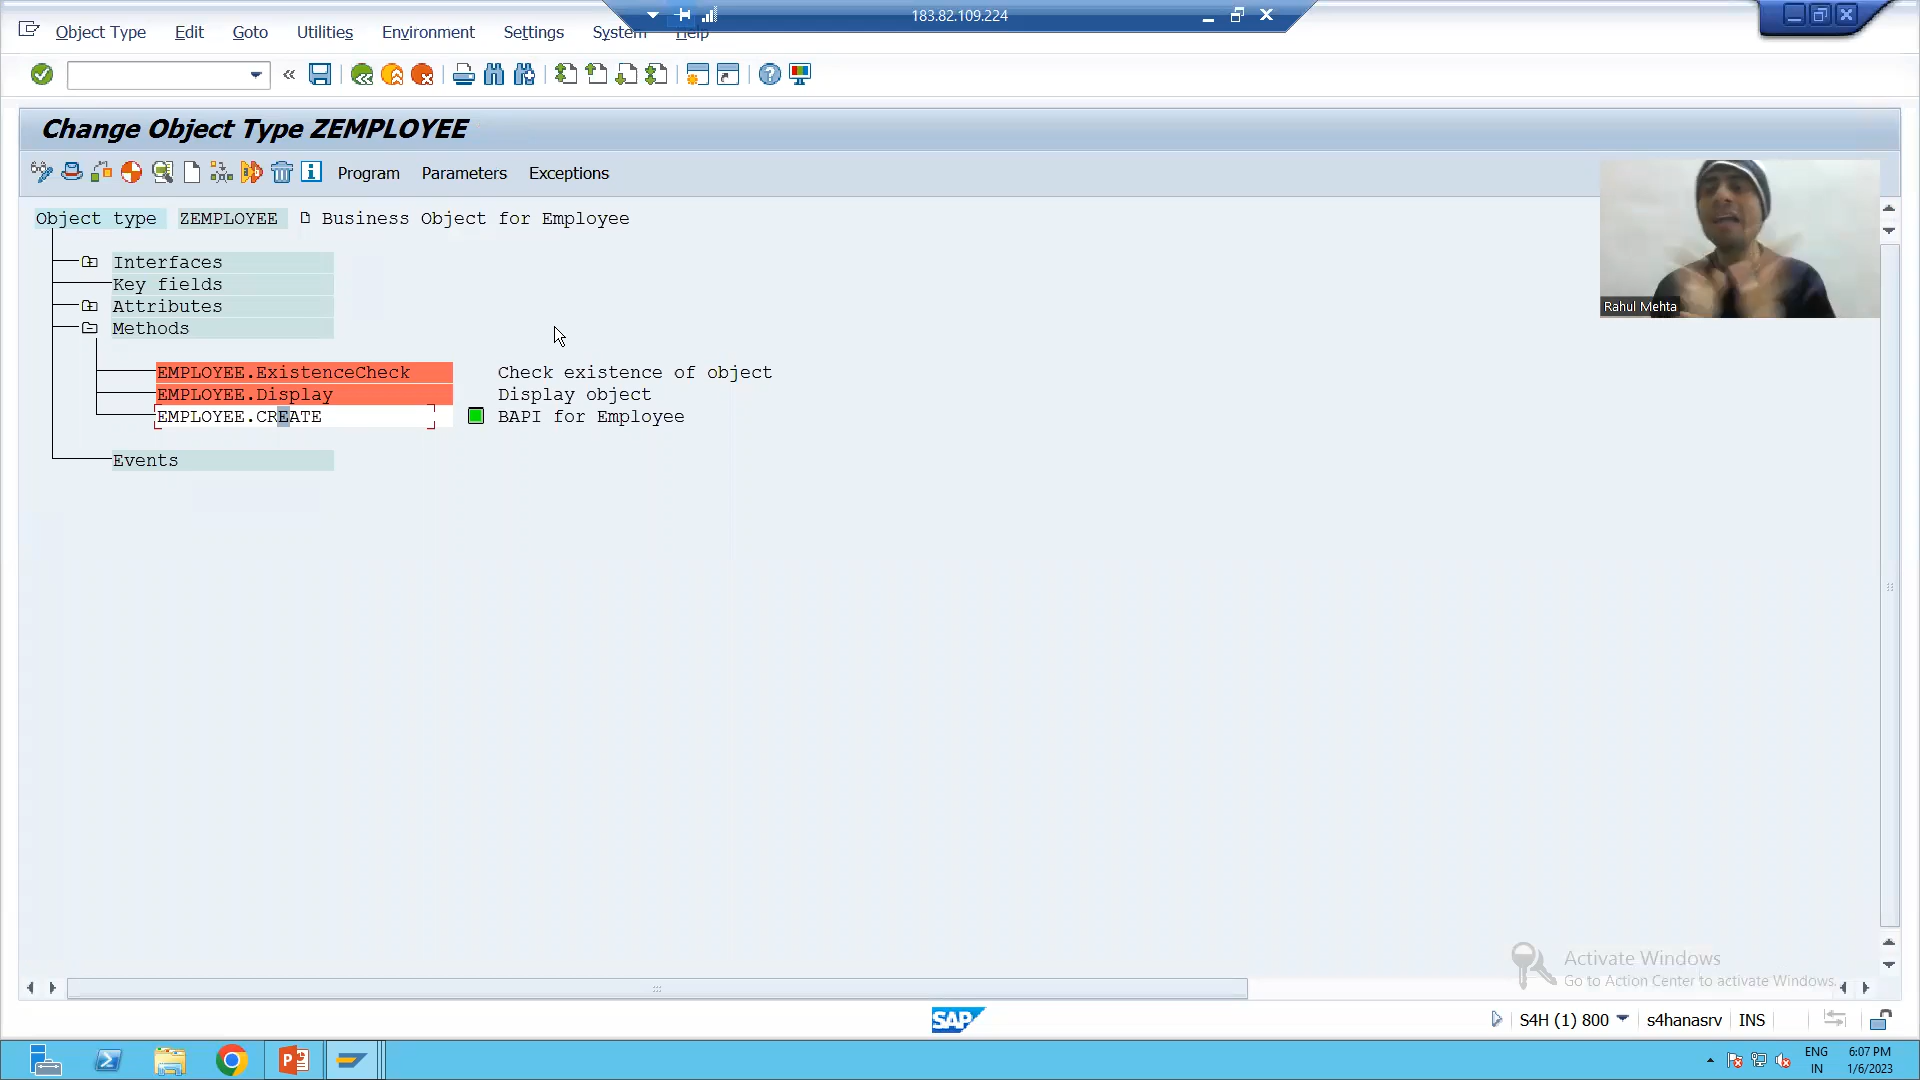 183.82.109.224
Object Type Edit Goto Utilities Environment Settings System Help
Change Object Type ZEMPLOYEE
Program Parameters Exceptions
Object type ZEMPLOYEE Business Object for Employee
Interfaces
Key fields
Attributes
Methods
EMPLOYEE.ExistenceCheck Check existence of object
EMPLOYEE.Display Display object
EMPLOYEE.CREATE BAPI for Employee
Events
Rahul Mehta
Activate Windows
Go to Action Center to activate Windows.
SAP
S4H (1) 800 s4hanasrv INS
ENG
IN
6:07 PM
1/6/2023